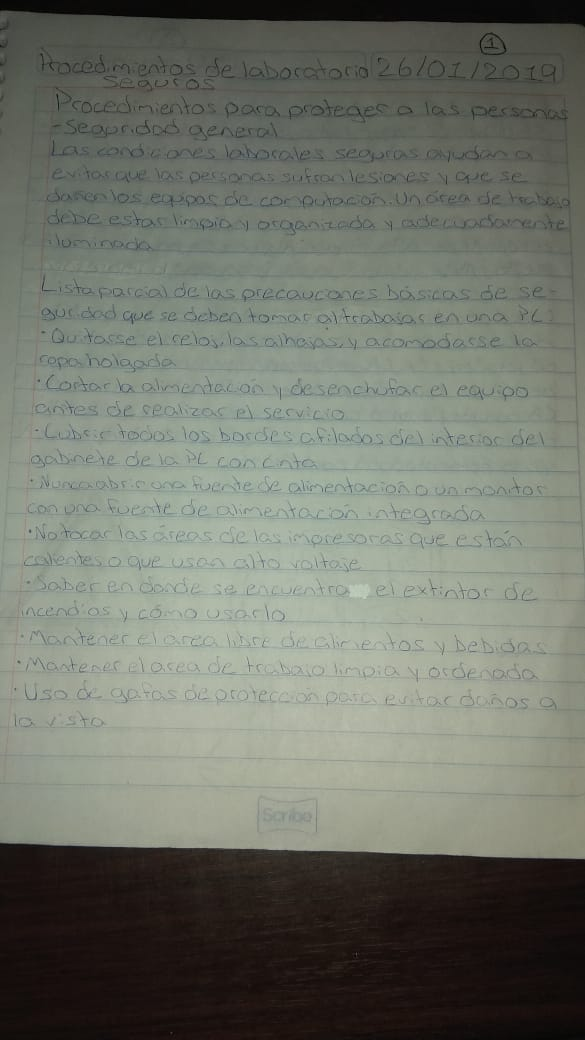 1
Procedimientos de laboratorio 26/01/2019
seguros
Procedimientos para proteger a las personas
-Seguridad general
Las condiciones laborales seguras ayudan a
evitar que las personas sufran lesiones y que se
dañen los equipos de computación. Un área de trabajo
debe estar limpia y organizada y adecuadamente
iluminada
Lista parcial de las precauciones básicas de se-
guridad que se deben tomar al trabajar en una PC:
·Quitarse el reloj, las alhajas, y acomodarse la
ropa holgada
·Cortar la alimentación y desenchufar el equipo
antes de realizar el servicio
·Cubrir todos los bordes afilados del interior del
gabinete de la PC con cinta
·Nunca abrir una fuente de alimentación o un monitor
con una fuente de alimentación integrada
·No tocar las áreas de las impresoras que están
calientes o que usan alto voltaje
·Saber en donde se encuentra el extintor de
incendios y cómo usarlo
·Mantener el area libre de alimentos y bebidas
·Mantener el area de trabajo limpia y ordenada
·Uso de gafas de protección para evitar daños a
la vista
Scribe